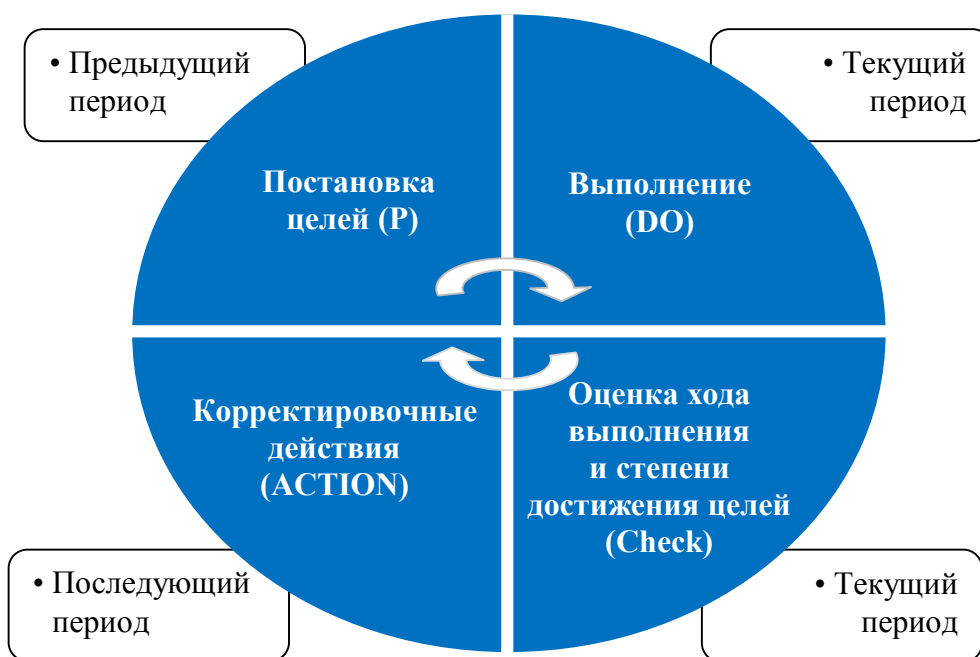 • Предыдущий
период
• Текущий
период
Постановка
целей (P)
Выполнение
(DO)
Корректировочные
действия
(ACTION)
Оценка хода
выполнения
и степени
достижения целей
(Check)
• Последующий
период
• Текущий
период